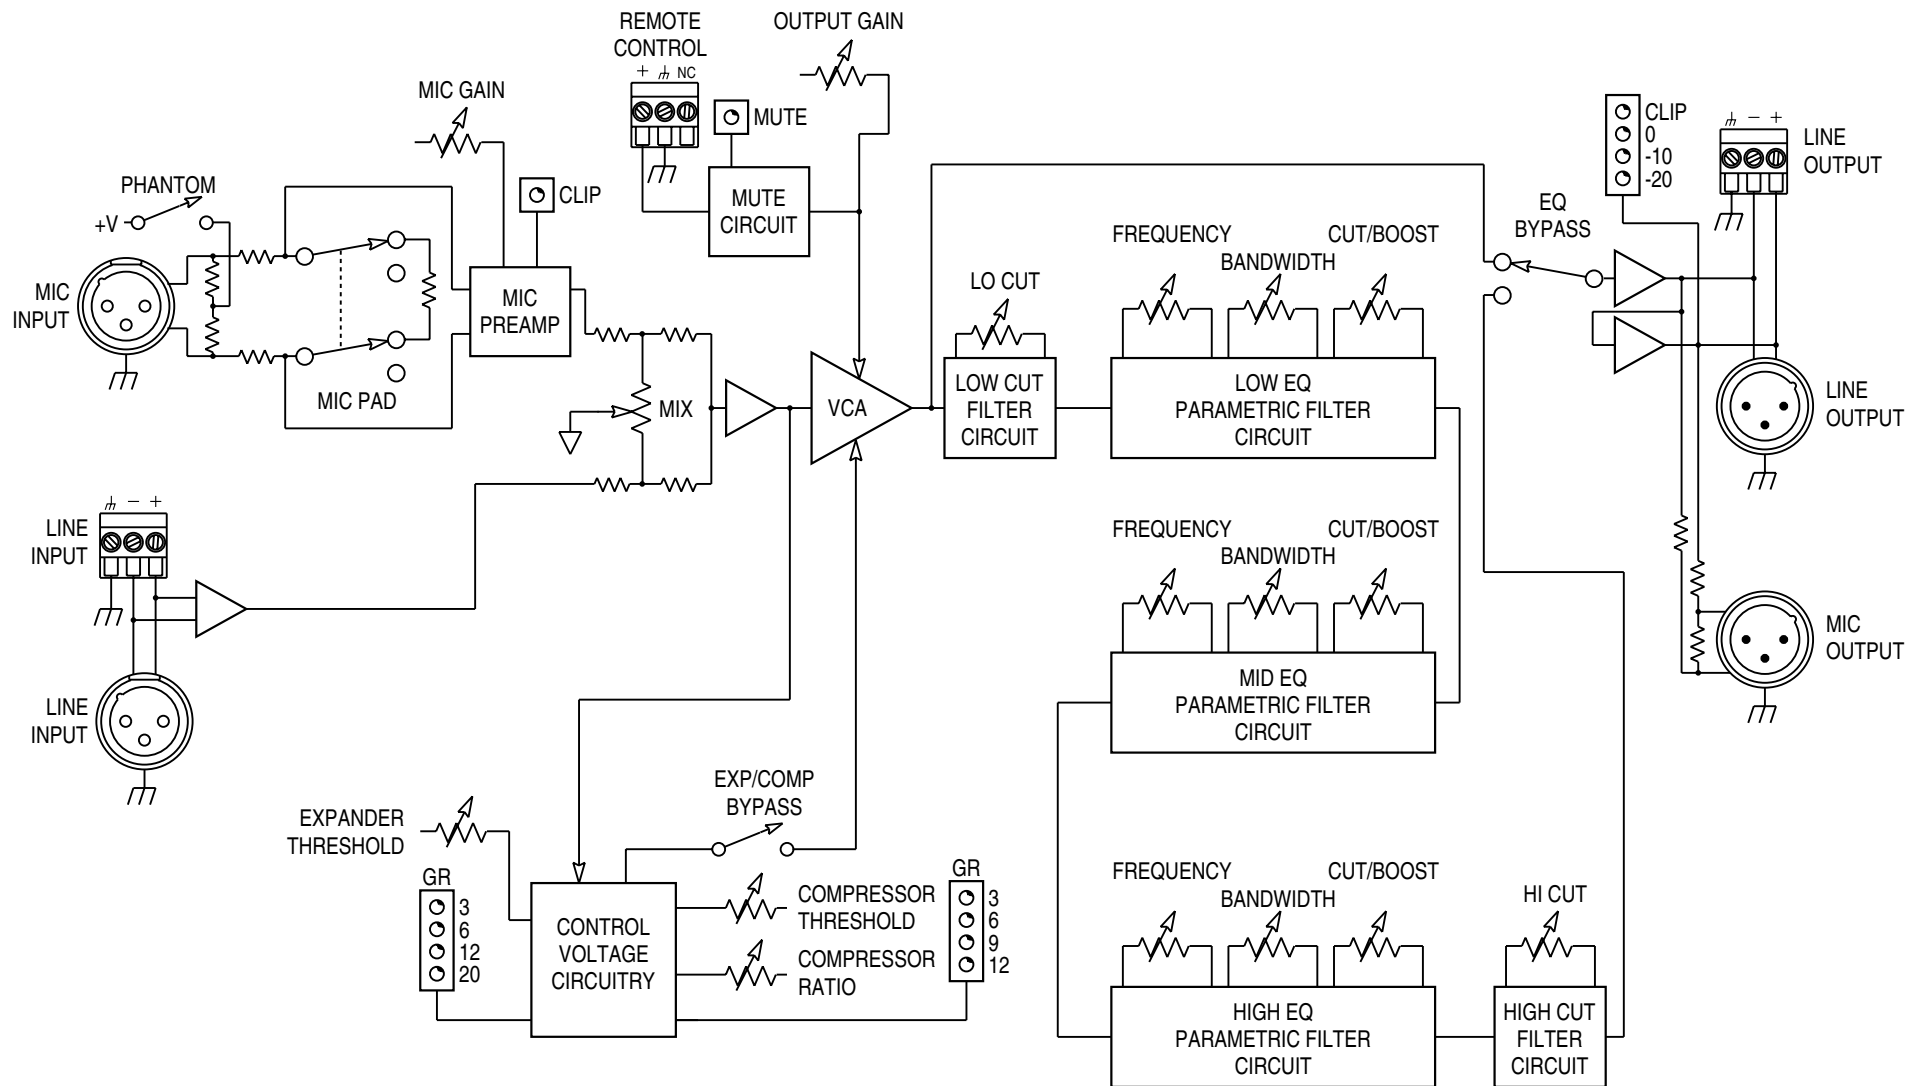 REMOTE
CONTROL
+ NC
OUTPUT GAIN
MIC GAIN
MUTE
MUTE
CIRCUIT
CLIP
PHANTOM
+V
MIC
INPUT
MIC PAD
MIC
PREAMP
MIX
VCA
LINE
INPUT
− +
LINE
INPUT
LO CUT
LOW CUT
FILTER
CIRCUIT
FREQUENCY
BANDWIDTH
CUT/BOOST
LOW EQ
PARAMETRIC FILTER
CIRCUIT
FREQUENCY
BANDWIDTH
CUT/BOOST
MID EQ
PARAMETRIC FILTER
CIRCUIT
FREQUENCY
BANDWIDTH
CUT/BOOST
HIGH EQ
PARAMETRIC FILTER
CIRCUIT
HI CUT
HIGH CUT
FILTER
CIRCUIT
EQ
BYPASS
CLIP
0
-10
-20
− +
LINE
OUTPUT
LINE
OUTPUT
MIC
OUTPUT
EXP/COMP
BYPASS
EXPANDER
THRESHOLD
GR
3
6
12
20
CONTROL
VOLTAGE
CIRCUITRY
COMPRESSOR
THRESHOLD
COMPRESSOR
RATIO
GR
3
6
9
12